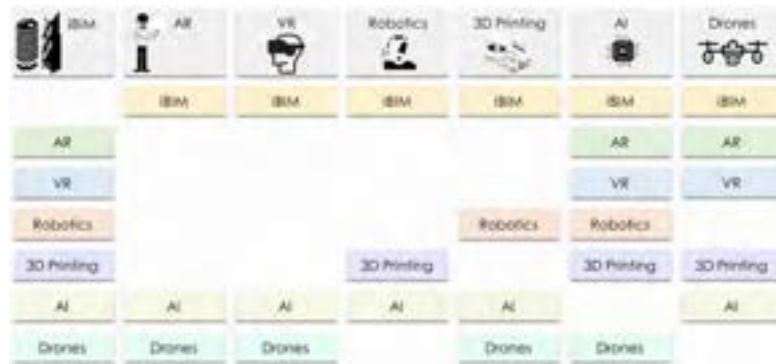 iBIM AR VR Robotics 3D Printing AI Drones
iBIM iBIM iBIM iBIM iBIM iBIM
AR AR AR
VR VR VR
Robotics Robotics Robotics
3D Printing 3D Printing 3D Printing 3D Printing
AI AI AI AI AI AI
Drones Drones Drones Drones Drones